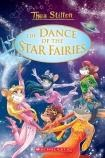 Thea Stilton
THE DANCE
OF THE
STAR FAIRIES
SCHOLASTIC